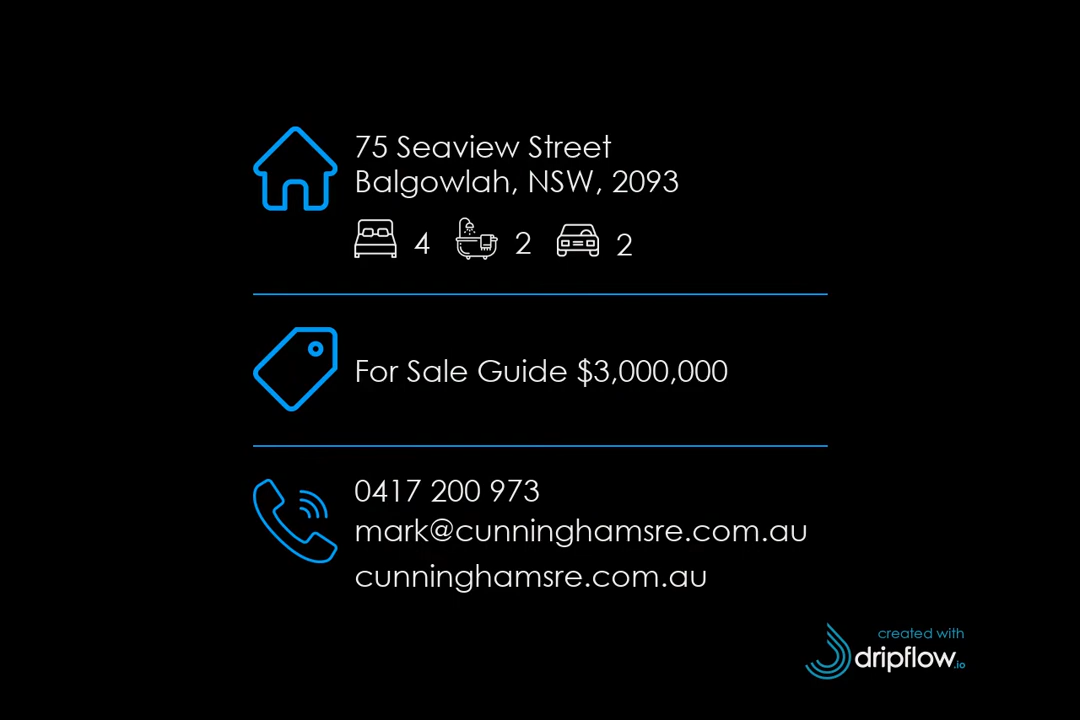 75 Seaview Street
Balgowlah, NSW, 2093
4 2 2
For Sale Guide $3,000,000
0417 200 973
mark@cunninghamsre.com.au
cunninghamsre.com.au
created with
dripflow.io